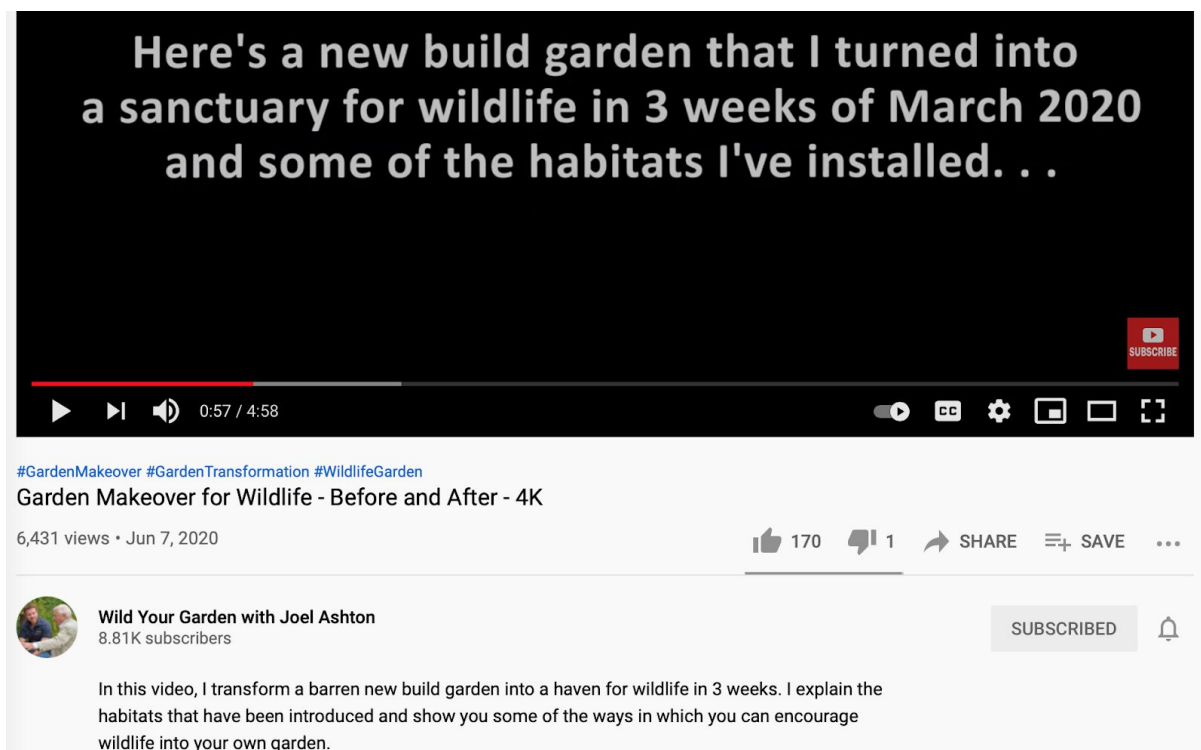 Here's a new build garden that I turned into
a sanctuary for wildlife in 3 weeks of March 2020
and some of the habitats I've installed. . .
SUBSCRIBE
0:57 / 4:58
CC
#GardenMakeover #GardenTransformation #WildlifeGarden
Garden Makeover for Wildlife - Before and After - 4K
6,431 views • Jun 7, 2020
170 1 SHARE SAVE
Wild Your Garden with Joel Ashton
8.81K subscribers
SUBSCRIBED
In this video, I transform a barren new build garden into a haven for wildlife in 3 weeks. I explain the
habitats that have been introduced and show you some of the ways in which you can encourage
wildlife into your own garden.